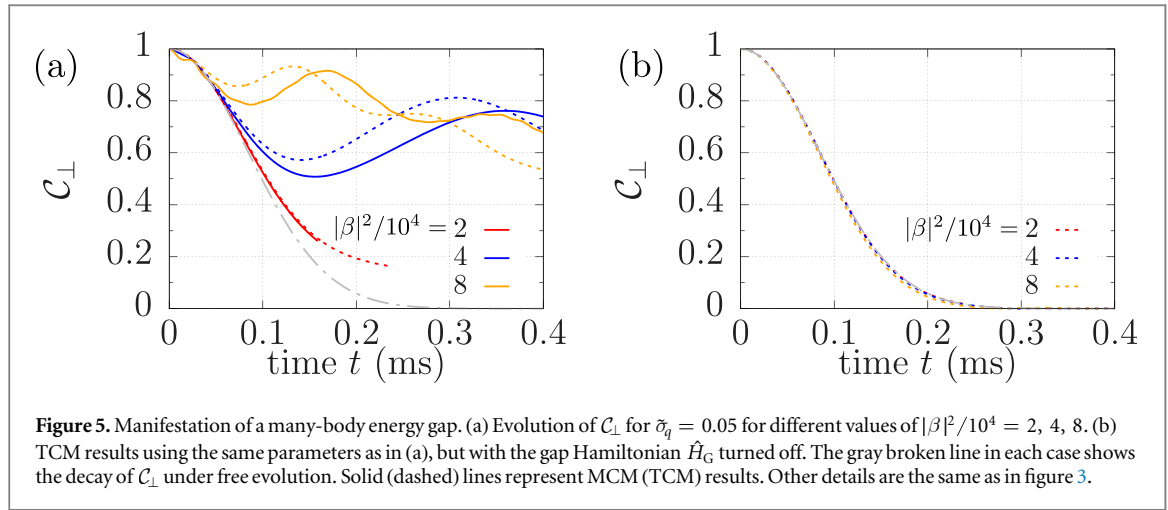 (a)
1
0.8
0.6
0.4
0.2
0
C⊥
|β|²/10⁴ = 2
4
8
0 0.1 0.2 0.3 0.4
time t (ms)
(b)
1
0.8
0.6
0.4
0.2
0
C⊥
|β|²/10⁴ = 2
4
8
0 0.1 0.2 0.3 0.4
time t (ms)
Figure 5. Manifestation of a many-body energy gap. (a) Evolution of C⊥ for σ̃q = 0.05 for different values of |β|²/10⁴ = 2, 4, 8. (b)
TCM results using the same parameters as in (a), but with the gap Hamiltonian ĤG turned off. The gray broken line in each case shows
the decay of C⊥ under free evolution. Solid (dashed) lines represent MCM (TCM) results. Other details are the same as in figure 3.